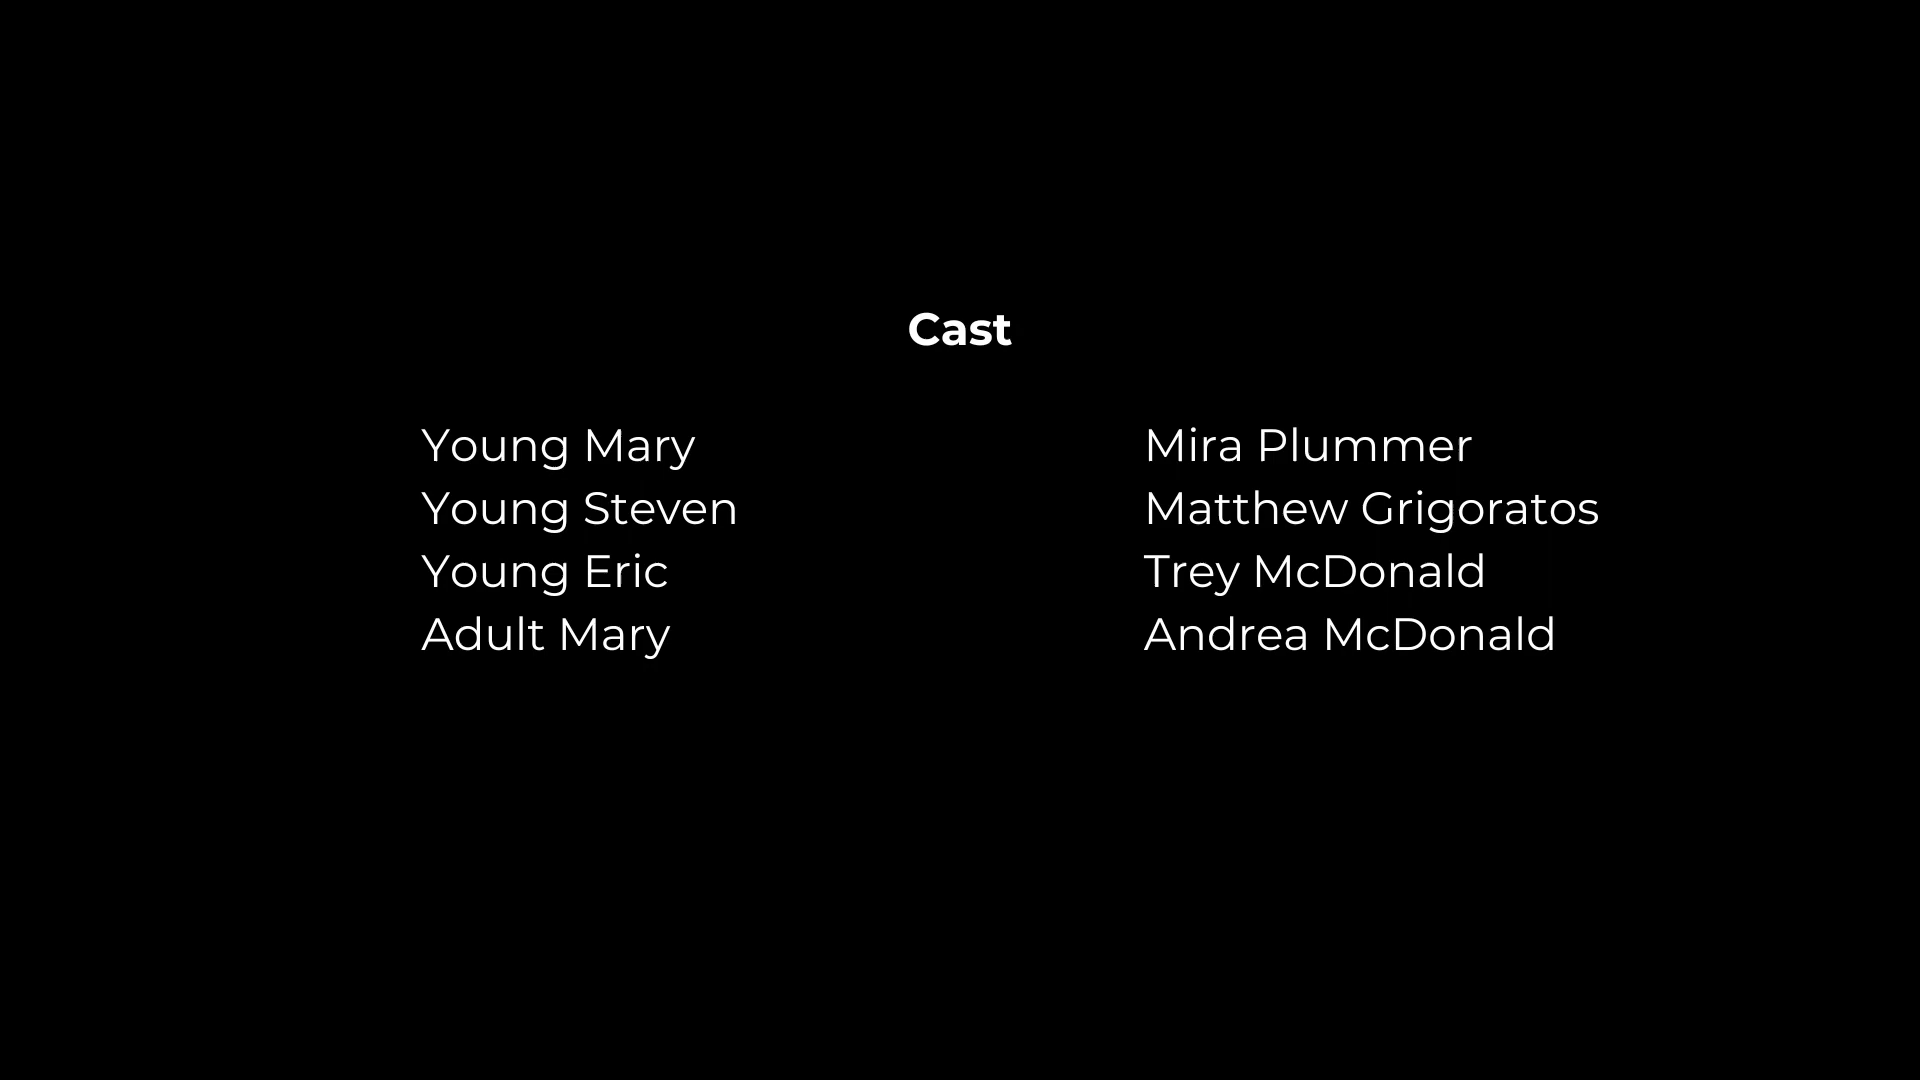 Cast
Young Mary Mira Plummer
Young Steven Matthew Grigoratos
Young Eric Trey McDonald
Adult Mary Andrea McDonald